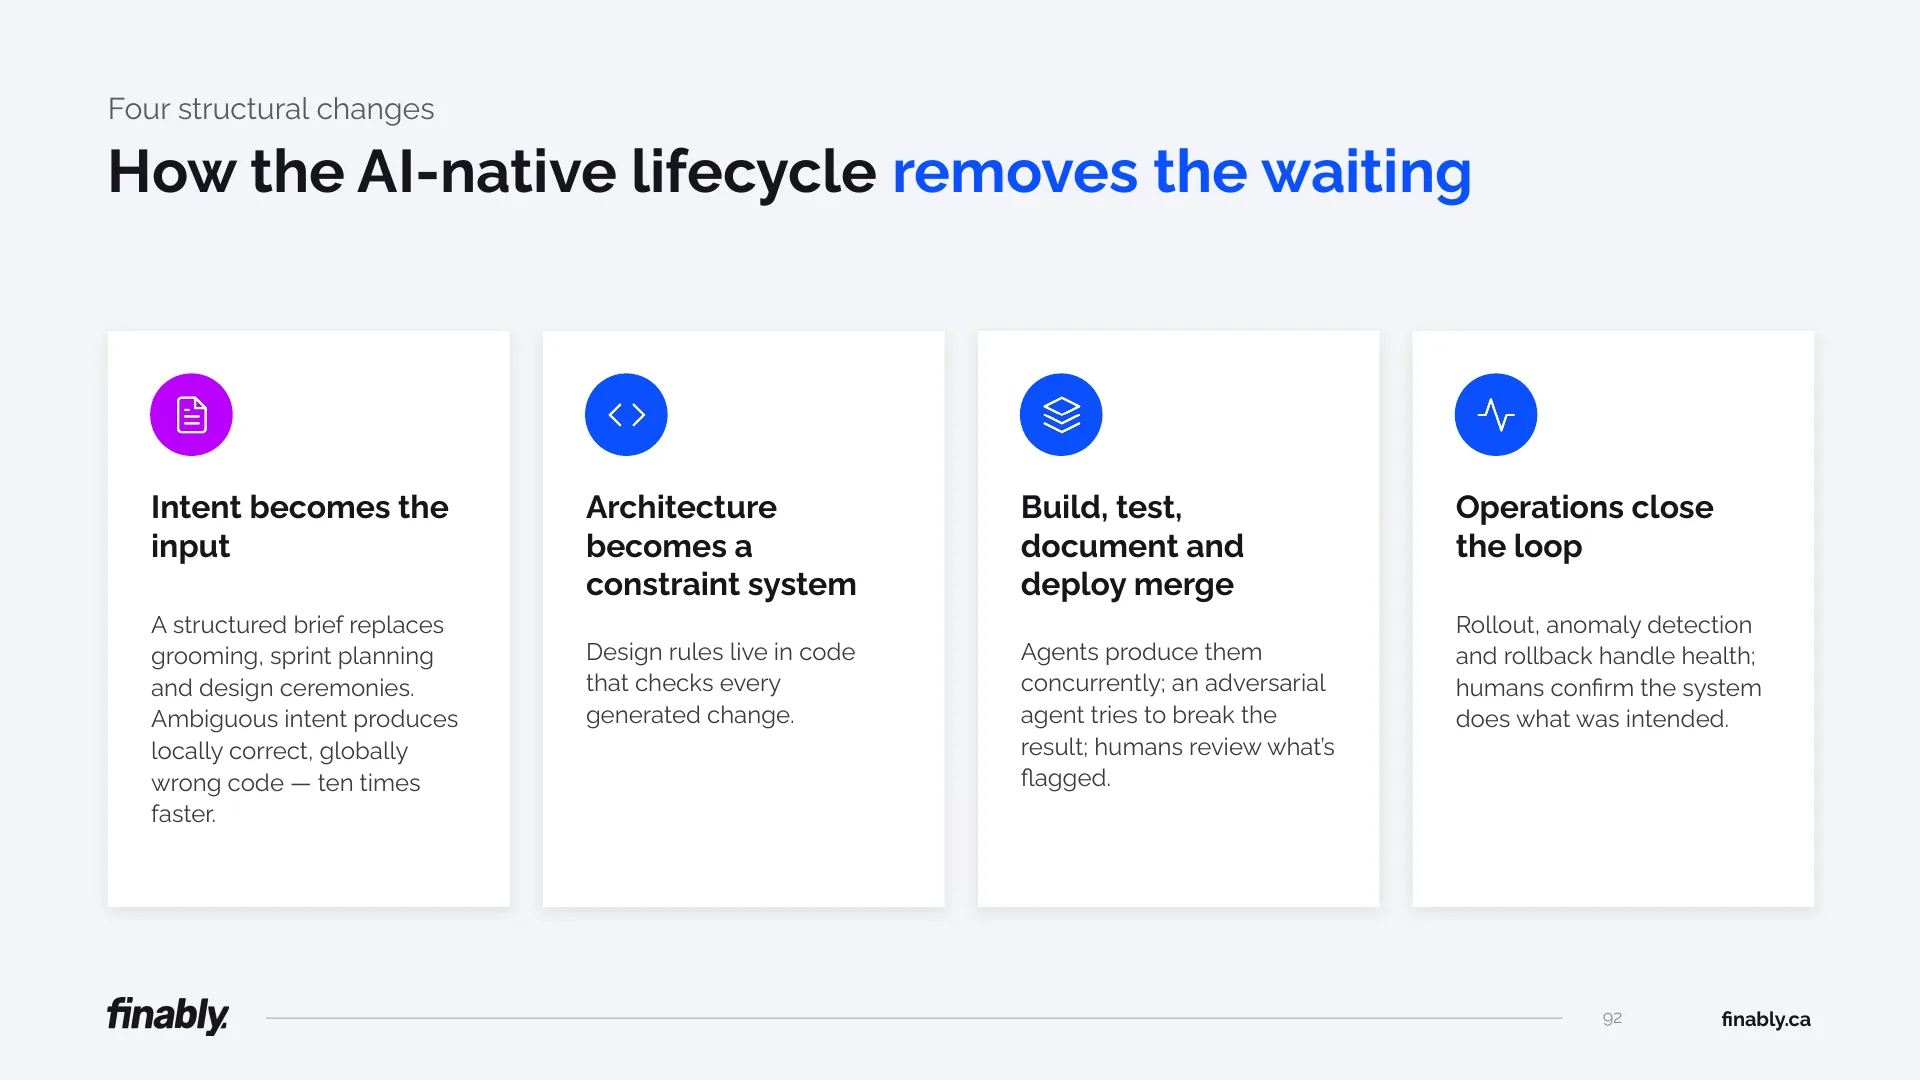 Four structural changes
How the AI-native lifecycle removes the waiting
Intent becomes the
input
A structured brief replaces
grooming, sprint planning
and design ceremonies.
Ambiguous intent produces
locally correct, globally
wrong code — ten times
faster.
Architecture
becomes a
constraint system
Design rules live in code
that checks every
generated change.
Build, test,
document and
deploy merge
Agents produce them
concurrently; an adversarial
agent tries to break the
result; humans review what’s
flagged.
Operations close
the loop
Rollout, anomaly detection
and rollback handle health;
humans confirm the system
does what was intended.
finably.
92
finably.ca